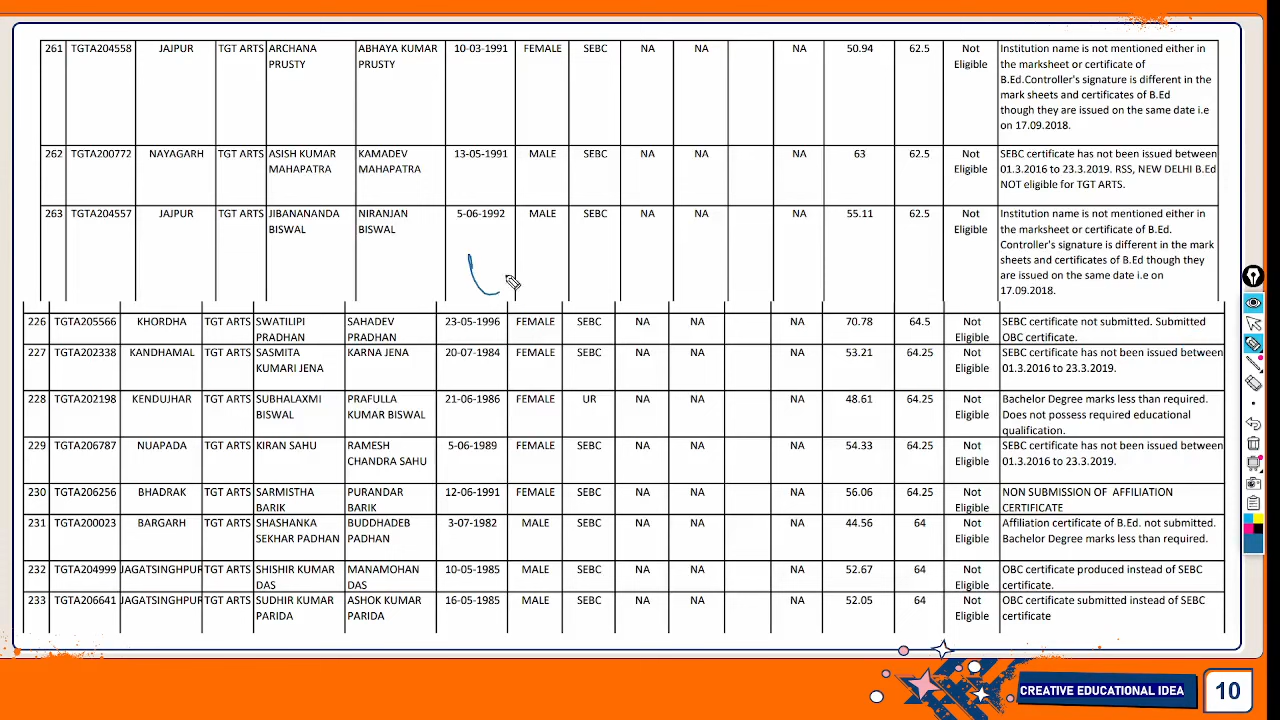 261 TGTA204558 JAJPUR TGT ARTS ARCHANA PRUSTY ABHAYA KUMAR PRUSTY 10-03-1991 FEMALE SEBC NA NA NA 50.94 62.5 Not Eligible Institution name is not mentioned either in the marksheet or certificate of B.Ed.Controller's signature is different in the mark sheets and certificates of B.Ed though they are issued on the same date i.e on 17.09.2018.
262 TGTA200772 NAYAGARH TGT ARTS ASISH KUMAR MAHAPATRA KAMADEV MAHAPATRA 13-05-1991 MALE SEBC NA NA NA 63 62.5 Not Eligible SEBC certificate has not been issued between 01.3.2016 to 23.3.2019. RSS, NEW DELHI B.Ed NOT eligible for TGT ARTS.
263 TGTA204557 JAJPUR TGT ARTS JIBANANANDA BISWAL NIRANJAN BISWAL 5-06-1992 MALE SEBC NA NA NA 55.11 62.5 Not Eligible Institution name is not mentioned either in the marksheet or certificate of B.Ed. Controller's signature is different in the mark sheets and certificates of B.Ed though they are issued on the same date i.e on 17.09.2018.
226 TGTA205566 KHORDHA TGT ARTS SWATILIPI PRADHAN SAHADEV PRADHAN 23-05-1996 FEMALE SEBC NA NA NA 70.78 64.5 Not Eligible SEBC certificate not submitted. Submitted OBC certificate.
227 TGTA202338 KANDHAMAL TGT ARTS SASMITA KUMARI JENA KARNA JENA 20-07-1984 FEMALE SEBC NA NA NA 53.21 64.25 Not Eligible SEBC certificate has not been issued between 01.3.2016 to 23.3.2019.
228 TGTA202198 KENDUJHAR TGT ARTS SUBHALAXMI BISWAL PRAFULLA KUMAR BISWAL 21-06-1986 FEMALE UR NA NA NA 48.61 64.25 Not Eligible Bachelor Degree marks less than required. Does not possess required educational qualification.
229 TGTA206787 NUAPADA TGT ARTS KIRAN SAHU RAMESH CHANDRA SAHU 5-06-1989 FEMALE SEBC NA NA NA 54.33 64.25 Not Eligible SEBC certificate has not been issued between 01.3.2016 to 23.3.2019.
230 TGTA206256 BHADRAK TGT ARTS SARMISTHA BARIK PURANDAR BARIK 12-06-1991 FEMALE SEBC NA NA NA 56.06 64.25 Not Eligible NON SUBMISSION OF AFFILIATION CERTIFICATE
231 TGTA200023 BARGARH TGT ARTS SHASHANKA SEKHAR PADHAN BUDDHADEB PADHAN 3-07-1982 MALE SEBC NA NA NA 44.56 64 Not Eligible Affiliation certificate of B.Ed. not submitted. Bachelor Degree marks less than required.
232 TGTA204999 JAGATSINGHPUR TGT ARTS SHISHIR KUMAR DAS MANAMOHAN DAS 10-05-1985 MALE SEBC NA NA NA 52.67 64 Not Eligible OBC certificate produced instead of SEBC certificate.
233 TGTA206641 JAGATSINGHPUR TGT ARTS SUDHIR KUMAR PARIDA ASHOK KUMAR PARIDA 16-05-1985 MALE SEBC NA NA NA 52.05 64 Not Eligible OBC certificate submitted instead of SEBC certificate
CREATIVE EDUCATIONAL IDEA 10